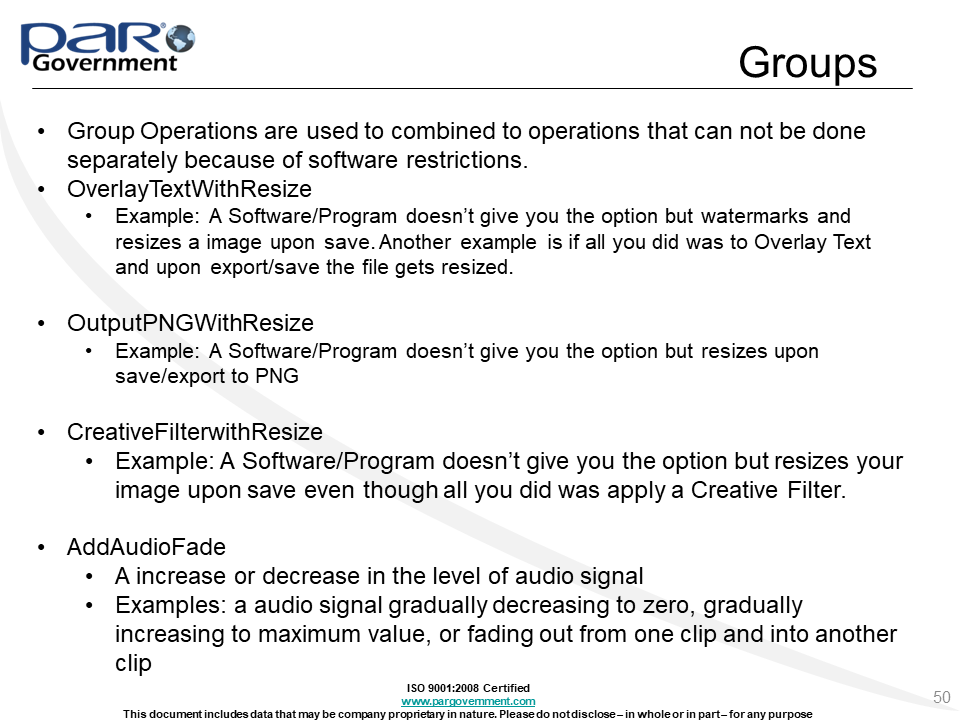 PAR®
Government
Groups
• Group Operations are used to combined to operations that can not be done
separately because of software restrictions.
• OverlayTextWithResize
• Example: A Software/Program doesn’t give you the option but watermarks and
resizes a image upon save. Another example is if all you did was to Overlay Text
and upon export/save the file gets resized.
• OutputPNGWithResize
• Example: A Software/Program doesn’t give you the option but resizes upon
save/export to PNG
• CreativeFilterwithResize
• Example: A Software/Program doesn’t give you the option but resizes your
image upon save even though all you did was apply a Creative Filter.
• AddAudioFade
• A increase or decrease in the level of audio signal
• Examples: a audio signal gradually decreasing to zero, gradually
increasing to maximum value, or fading out from one clip and into another
clip
ISO 9001:2008 Certified
www.pargovernment.com
This document includes data that may be company proprietary in nature. Please do not disclose – in whole or in part – for any purpose
50